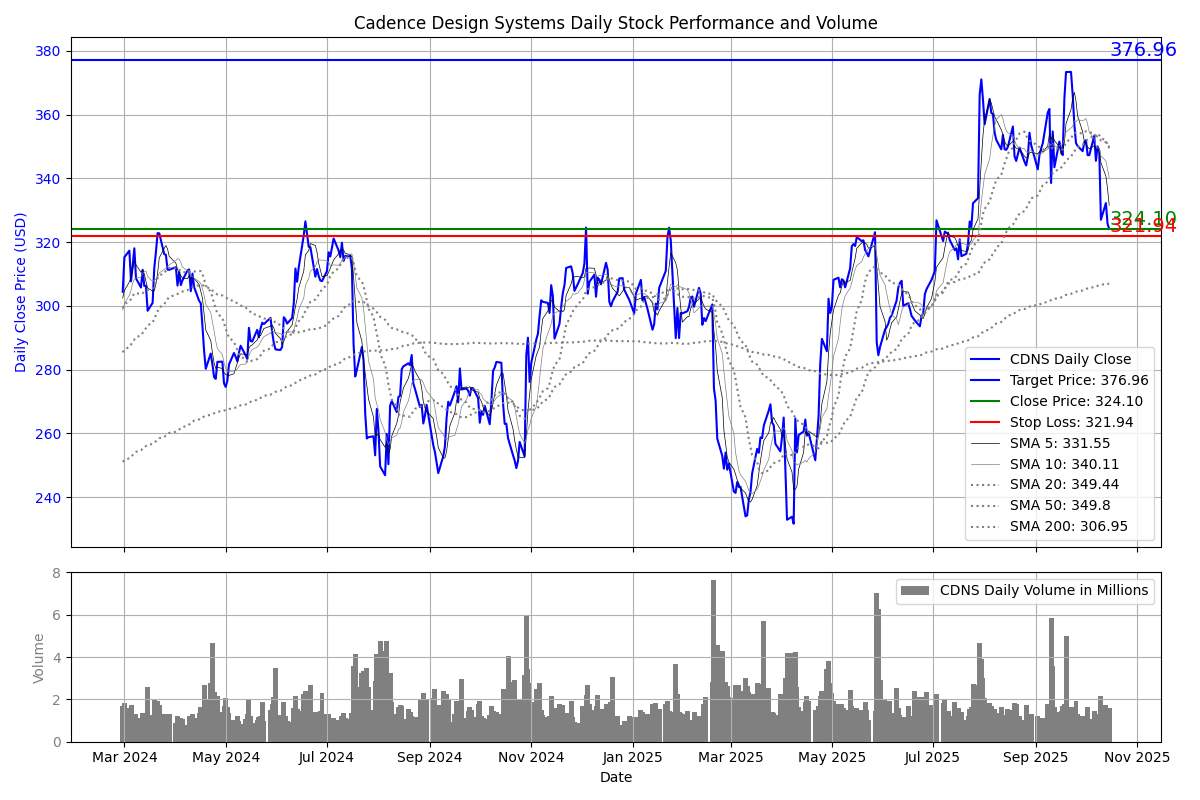 Cadence Design Systems Daily Stock Performance and Volume
Daily Close Price (USD)
380
360
340
320
300
280
260
240
376.96
324.10
321.94
CDNS Daily Close
Target Price: 376.96
Close Price: 324.10
Stop Loss: 321.94
SMA 5: 331.55
SMA 10: 340.11
SMA 20: 349.44
SMA 50: 349.8
SMA 200: 306.95
Volume
8
6
4
2
0
CDNS Daily Volume in Millions
Mar 2024 May 2024 Jul 2024 Sep 2024 Nov 2024 Jan 2025 Mar 2025 May 2025 Jul 2025 Sep 2025 Nov 2025
Date